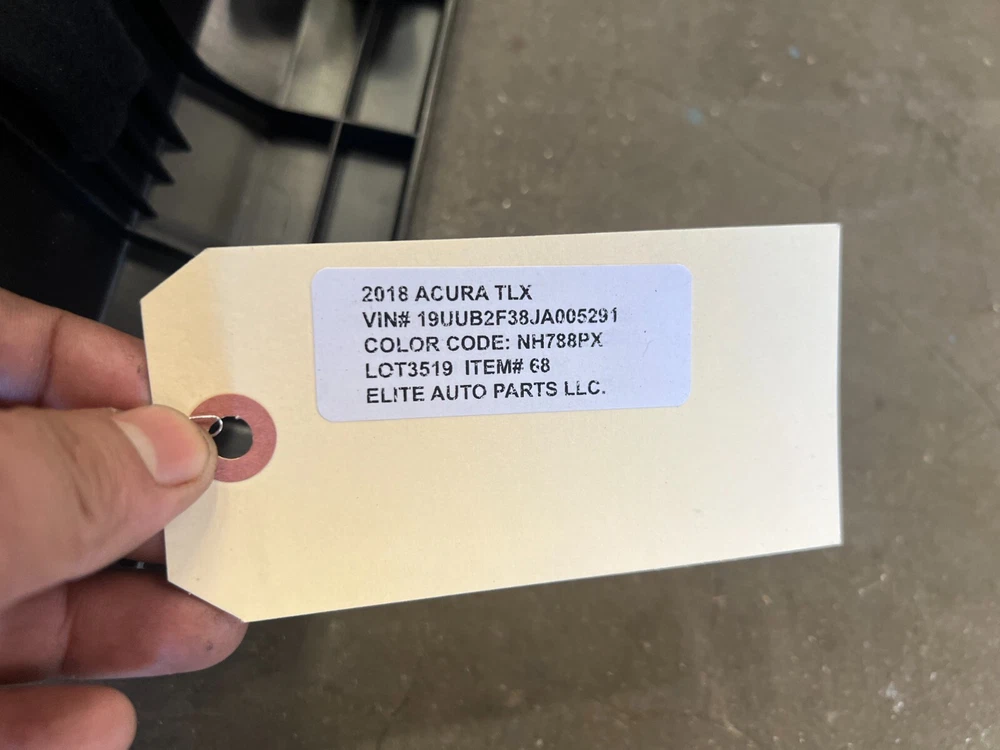 2018 ACURA TLX
VIN# 19UUB2F38JA005291
COLOR CODE: NH788PX
LOT3519 ITEM# 68
ELITE AUTO PARTS LLC.